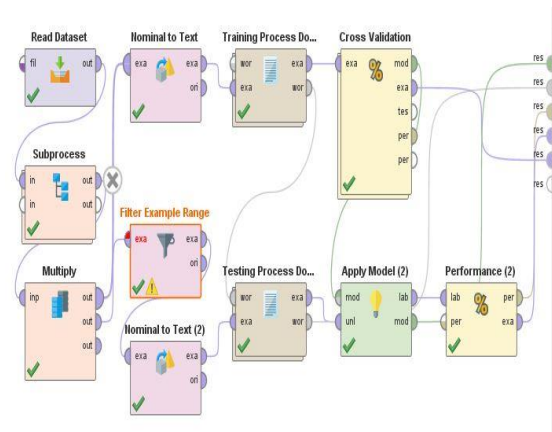 Read Dataset
fil out
Nominal to Text
exa exa
ori
Training Process Do...
wor exa
exa wor
Cross Validation
exa mod
exa
tes
per
per
res
res
res
res
res
res
Subprocess
in out
in out
Filter Example Range
exa exa
ori
Multiply
inp out
out
out
Nominal to Text (2)
exa exa
ori
Testing Process Do...
wor exa
exa wor
Apply Model (2)
mod lab
unl mod
Performance (2)
lab per
per exa
%
%